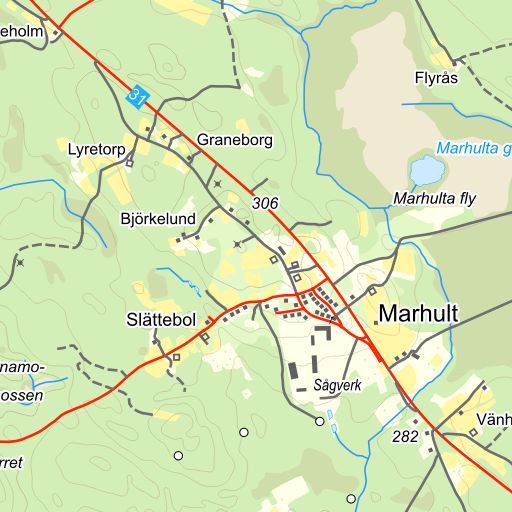 eholm
Flyrås
31
Graneborg
Marhulta g
Lyretorp
Marhulta fly
306
Björkelund
Slättebol
Marhult
namo-
Sågverk
ossen
Vänh
282
rret